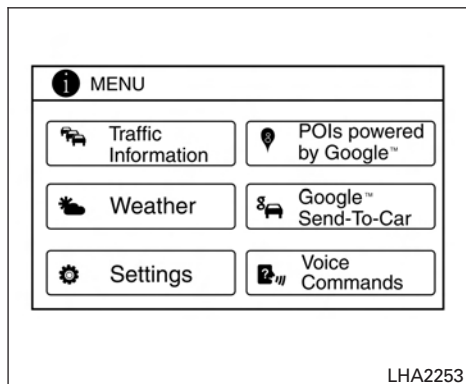 MENU
Traffic
Information
POIs powered
by Google™
Weather
Google™
Send-To-Car
Settings
Voice
Commands
LHA2253